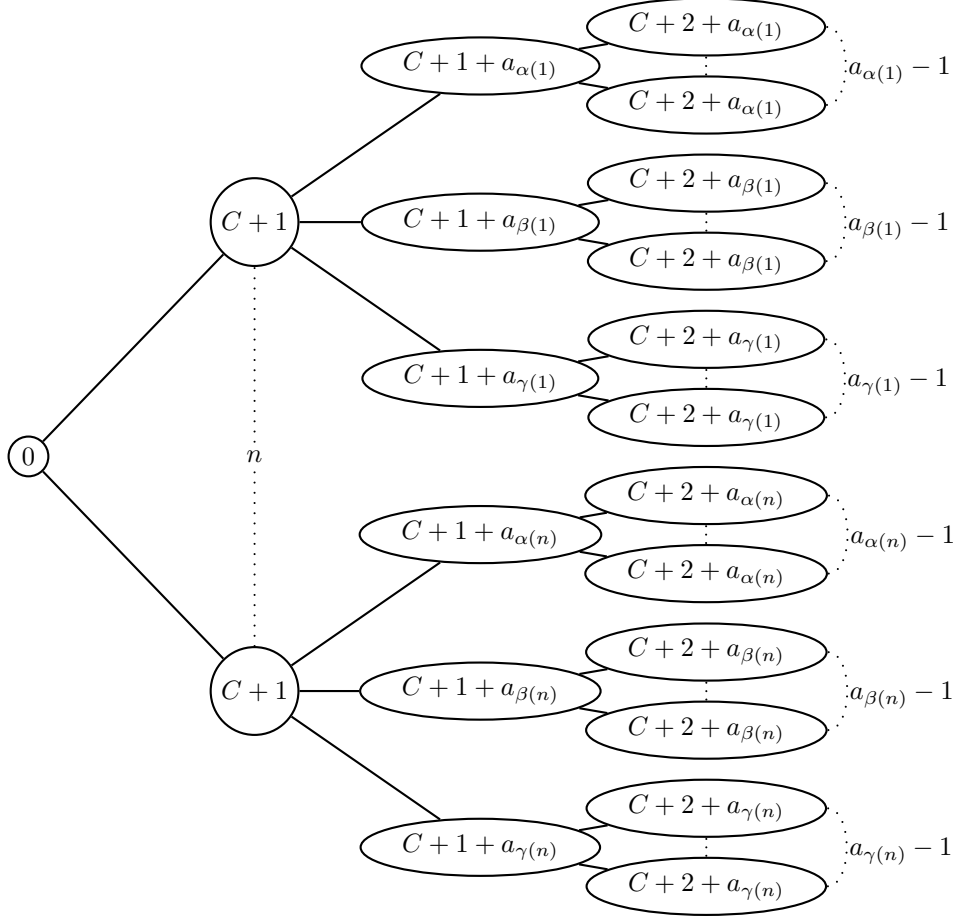 C + 2 + a_{α(1)}
C + 1 + a_{α(1)}
a_{α(1)} − 1
C + 2 + a_{α(1)}
C + 2 + a_{β(1)}
C + 1
C + 1 + a_{β(1)}
a_{β(1)} − 1
C + 2 + a_{β(1)}
C + 2 + a_{γ(1)}
C + 1 + a_{γ(1)}
a_{γ(1)} − 1
C + 2 + a_{γ(1)}
0
n
C + 2 + a_{α(n)}
C + 1 + a_{α(n)}
a_{α(n)} − 1
C + 2 + a_{α(n)}
C + 2 + a_{β(n)}
C + 1
C + 1 + a_{β(n)}
a_{β(n)} − 1
C + 2 + a_{β(n)}
C + 2 + a_{γ(n)}
C + 1 + a_{γ(n)}
a_{γ(n)} − 1
C + 2 + a_{γ(n)}